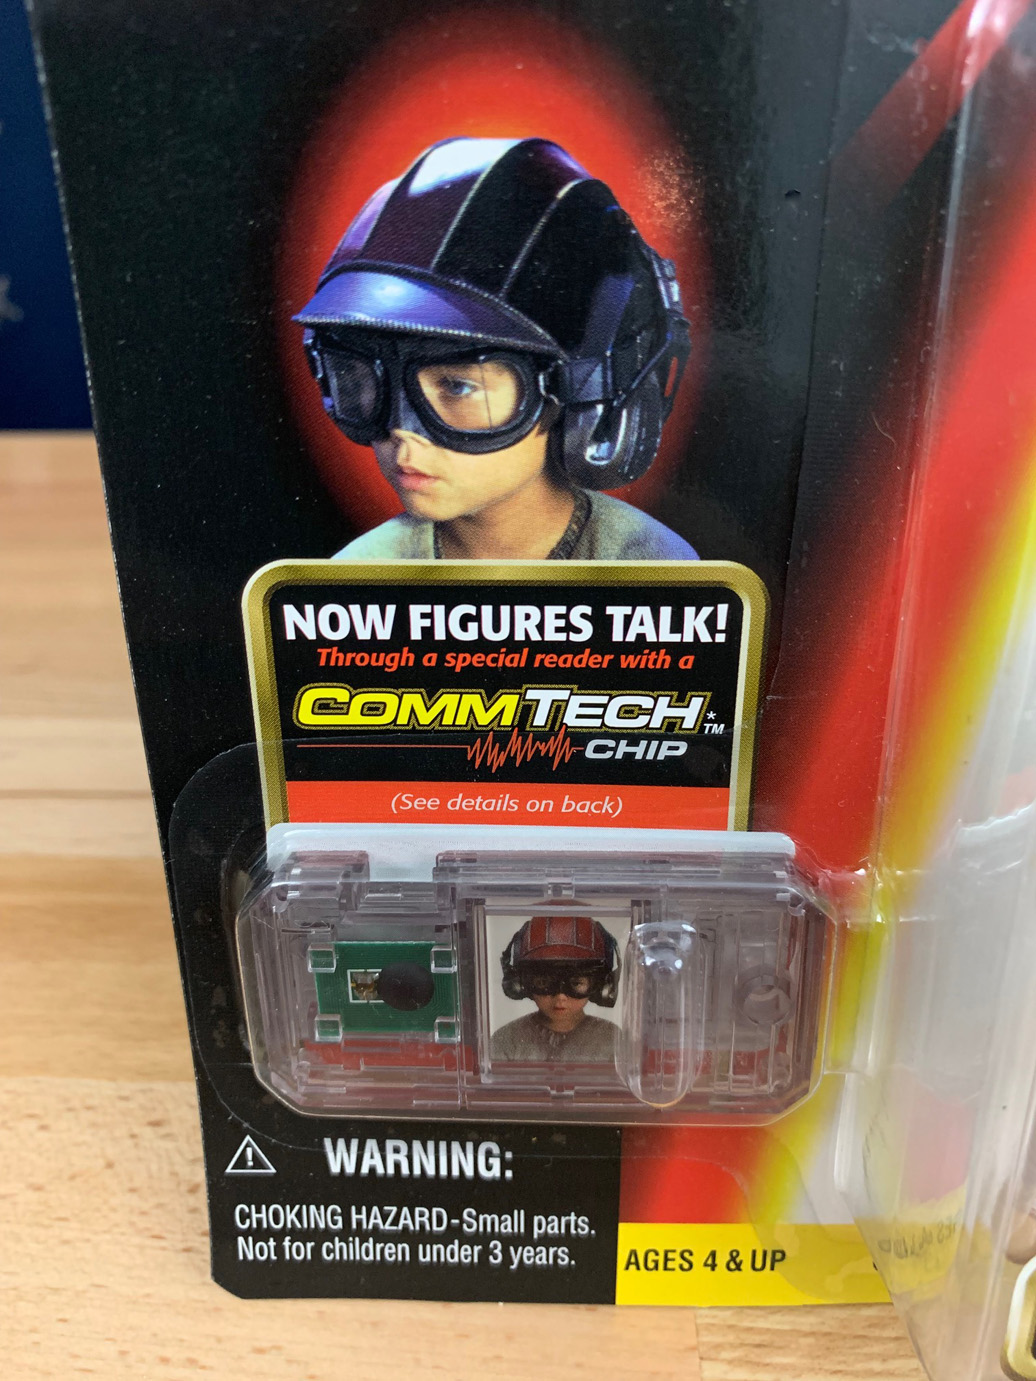 NOW FIGURES TALK!
Through a special reader with a
COMMTECH*™
CHIP
(See details on back)
WARNING:
CHOKING HAZARD-Small parts.
Not for children under 3 years.
AGES 4 & UP